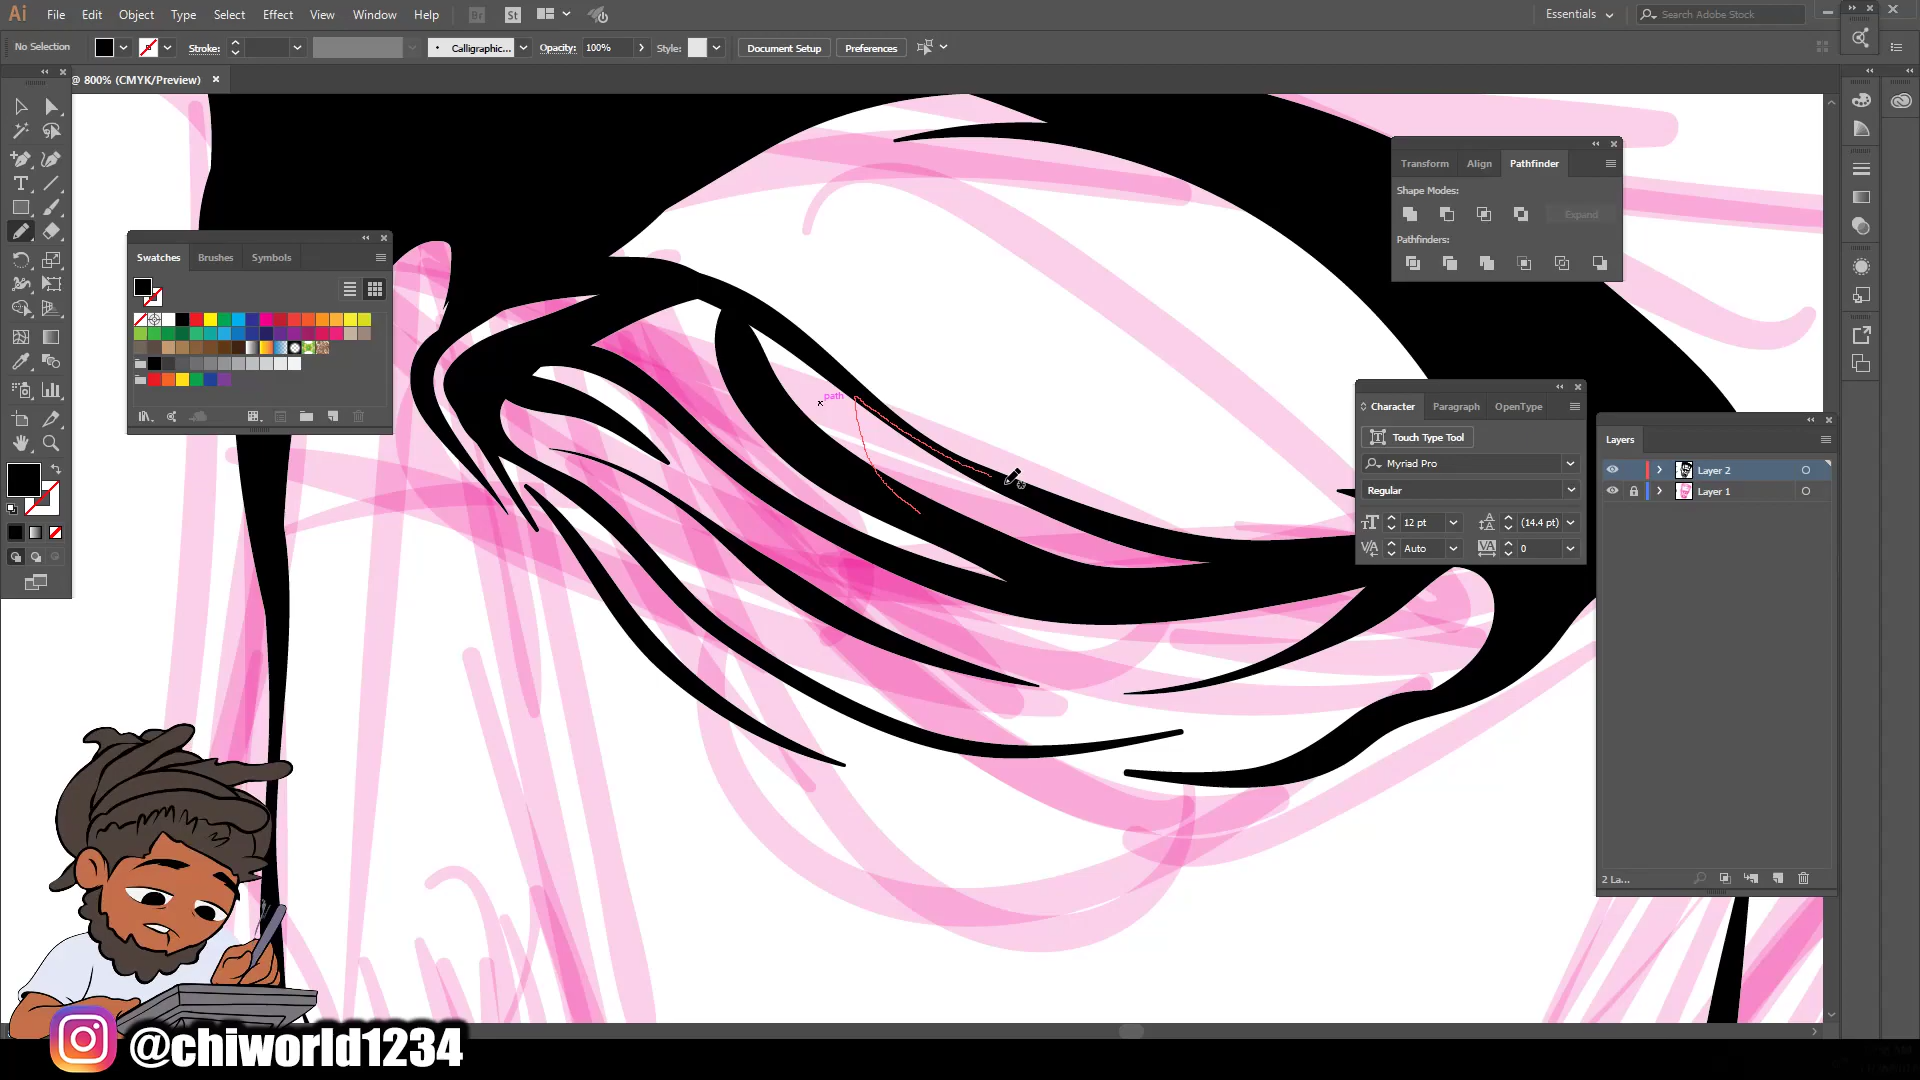 Ai File Edit Object Type Select Effect View Window Help Br St Essentials Search Adobe Stock
No Selection Stroke: Calligraphic... Opacity: 100% Style: Document Setup Preferences
@ 800% (CMYK/Preview)
Transform Align Pathfinder
Shape Modes:
Expand
Pathfinders:
Swatches Brushes Symbols
path
Character Paragraph OpenType
Touch Type Tool
Myriad Pro
Regular
12 pt (14.4 pt)
Auto 0
Layers
Layer 2
Layer 1
2 La...
@chiworld1234